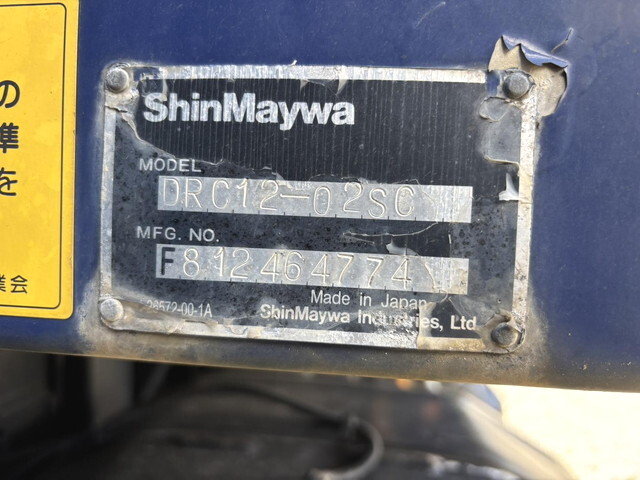 ShinMaywa
MODEL
DRC12-02SC
MFG. NO.
F812464774
Made in Japan
ShinMaywa Industries, Ltd
28572-00-1A
の
準
を
業会